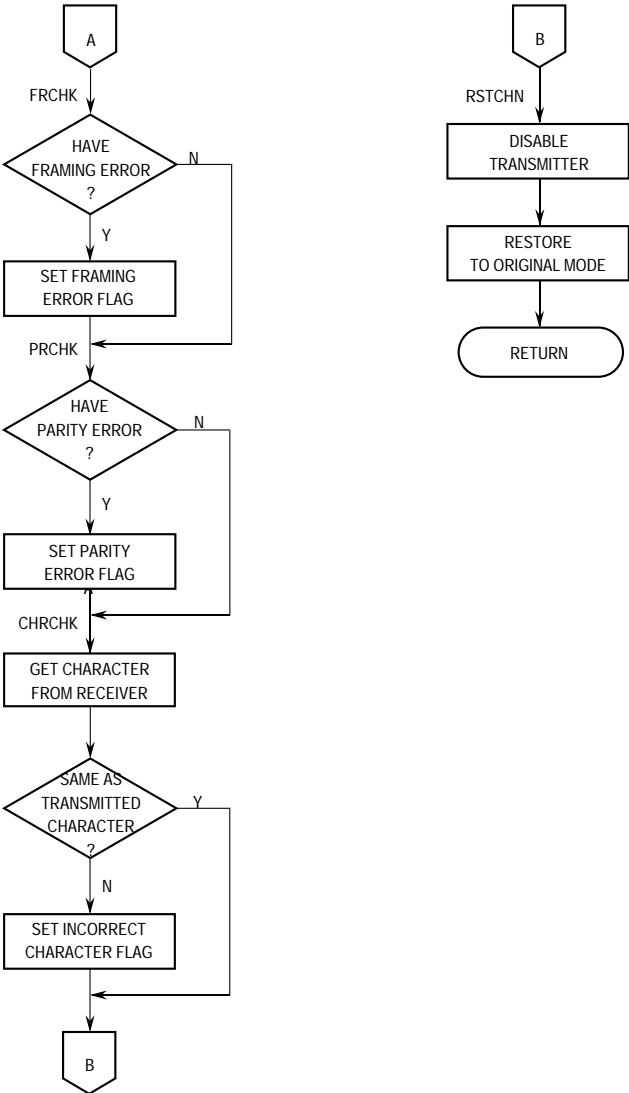 A
FRCHK
HAVE
FRAMING ERROR
?
N
Y
SET FRAMING
ERROR FLAG
PRCHK
HAVE
PARITY ERROR
?
N
Y
SET PARITY
ERROR FLAG
CHRCHK
GET CHARACTER
FROM RECEIVER
SAME AS
TRANSMITTED
CHARACTER
?
Y
N
SET INCORRECT
CHARACTER FLAG
B
B
RSTCHN
DISABLE
TRANSMITTER
RESTORE
TO ORIGINAL MODE
RETURN